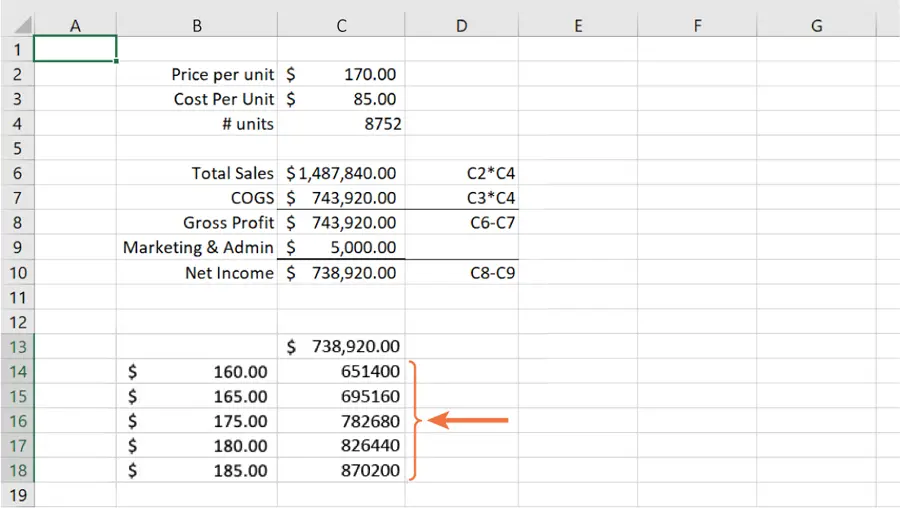 A B C D E F G
1
2 Price per unit $ 170.00
3 Cost Per Unit $ 85.00
4 # units 8752
5
6 Total Sales $1,487,840.00 C2*C4
7 COGS $ 743,920.00 C3*C4
8 Gross Profit $ 743,920.00 C6-C7
9 Marketing & Admin $ 5,000.00
10 Net Income $ 738,920.00 C8-C9
11
12
13 $ 738,920.00
14 $ 160.00 651400
15 $ 165.00 695160
16 $ 175.00 782680
17 $ 180.00 826440
18 $ 185.00 870200
19